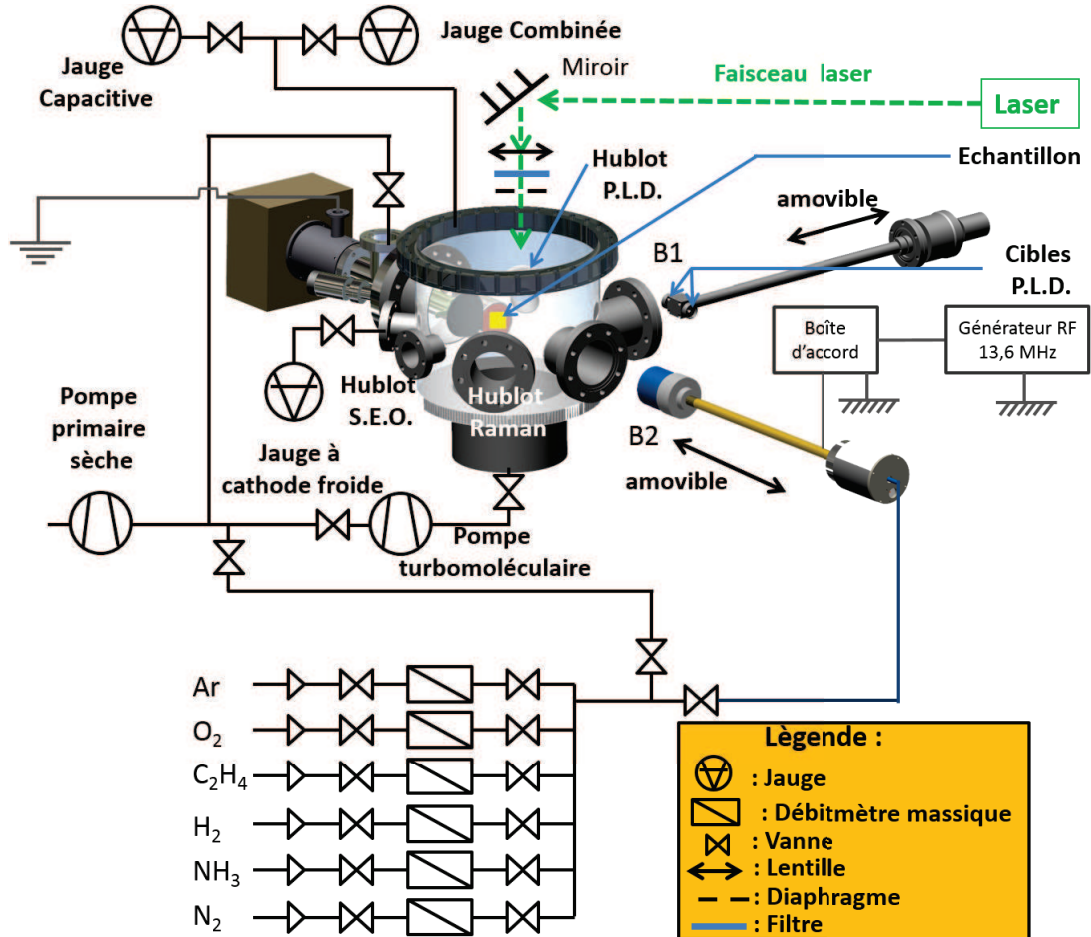 Jauge Combinée
Jauge
Capacitive
Miroir
Faisceau laser
Laser
Hublot
P.L.D.
Echantillon
amovible
B1
Cibles
P.L.D.
Boîte
d'accord
Générateur RF
13,6 MHz
Hublot
S.E.O.
Hublot
Raman
B2
amovible
Pompe
primaire
sèche
Jauge à
cathode froide
Pompe
turbomoléculaire
Ar
O2
C2H4
H2
NH3
N2
Lègende :
: Jauge
: Débitmètre massique
: Vanne
: Lentille
: Diaphragme
: Filtre